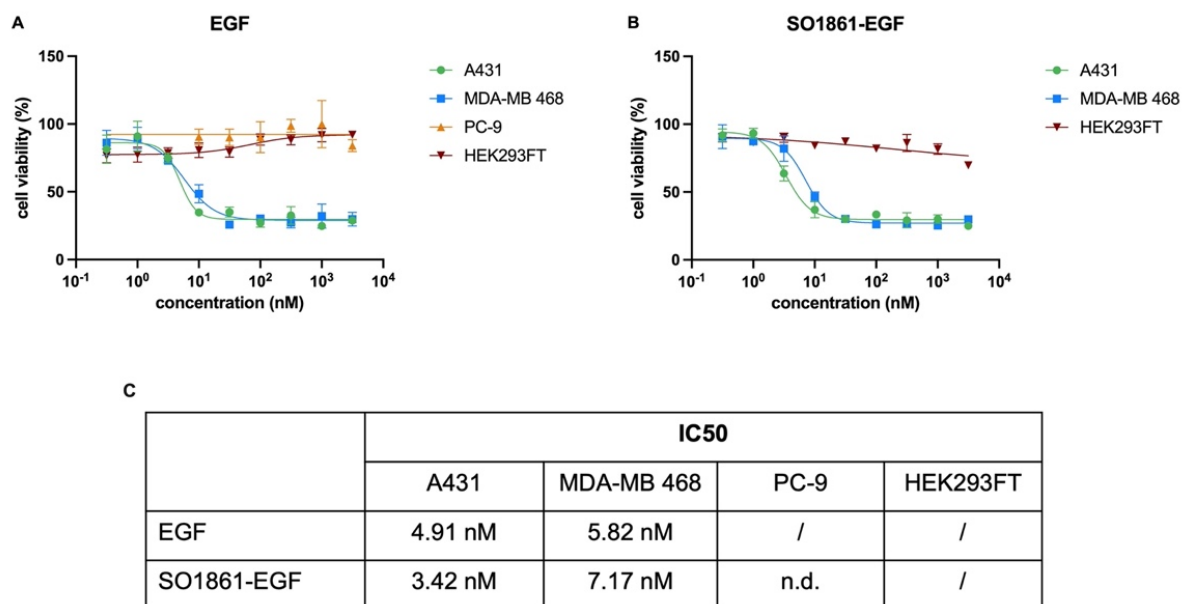 A
EGF
150
100
50
0
cell viability (%)
10-1
100
101
102
103
104
concentration (nM)
A431
MDA-MB 468
PC-9
HEK293FT
B
SO1861-EGF
150
100
50
0
cell viability (%)
10-1
100
101
102
103
104
concentration (nM)
A431
MDA-MB 468
HEK293FT
C
IC50
A431 MDA-MB 468 PC-9 HEK293FT
EGF 4.91 nM 5.82 nM / /
SO1861-EGF 3.42 nM 7.17 nM n.d. /